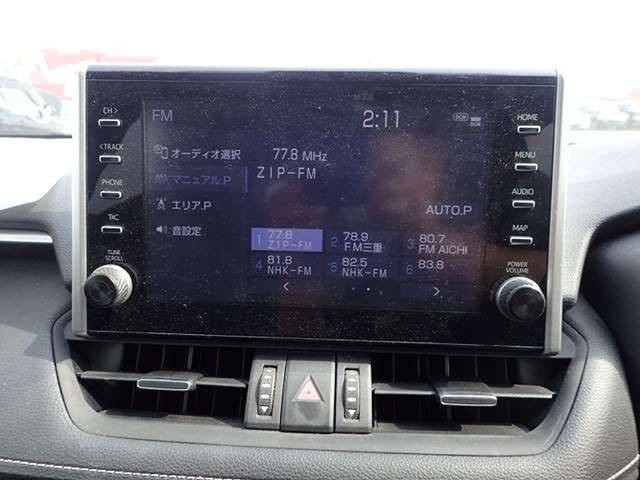 CH>
<TRACK
PHONE
T/C
TUNE
SCROLL
FM
2:11
DCM
オーディオ選択
マニュアル.P
エリア.P
音設定
77.8 MHz
ZIP-FM
AUTO.P
1 77.8 ZIP-FM
2 78.9 FM三重
3 80.7 FM AICHI
4 81.8 NHK-FM
5 82.5 NHK-FM
6 83.8
HOME
MENU
AUDIO
MAP
POWER
VOLUME